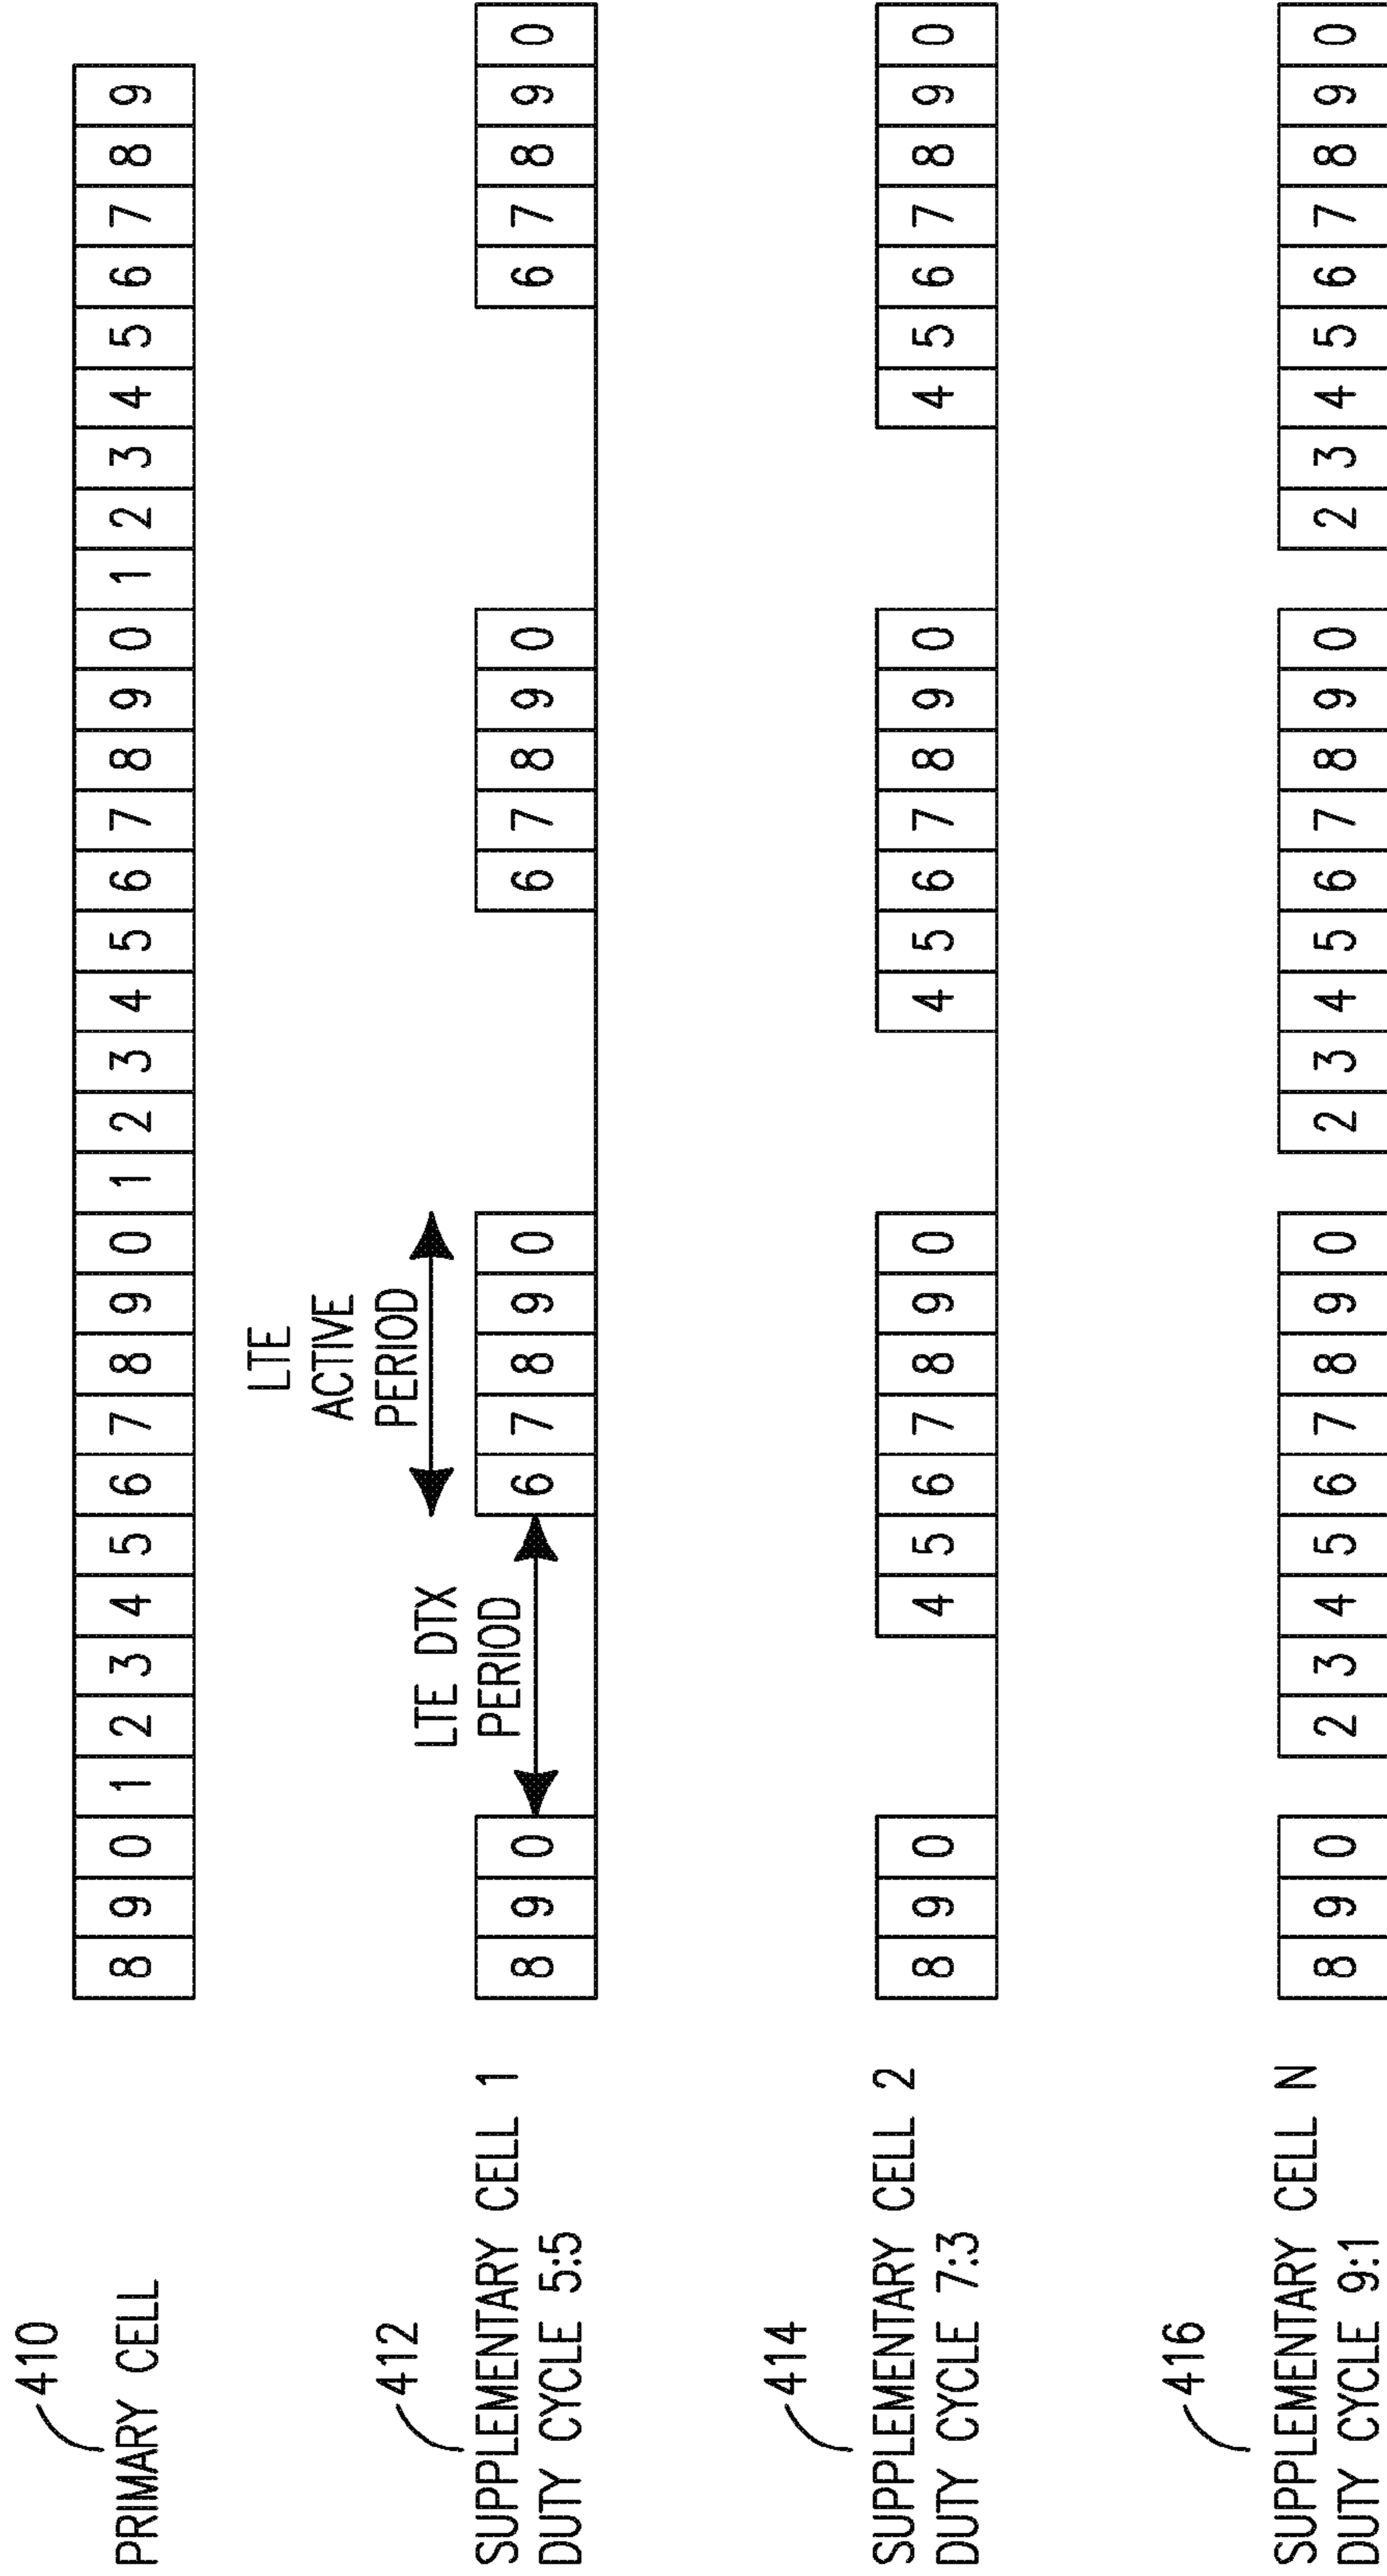 410
PRIMARY CELL
8 9 0 1 2 3 4 5 6 7 8 9 0 1 2 3 4 5 6 7 8 9 0 1 2 3 4 5 6 7 8 9
412
SUPPLEMENTARY CELL 1
DUTY CYCLE 5:5
LTE DTX
PERIOD
LTE
ACTIVE
PERIOD
8 9 0 6 7 8 9 0 6 7 8 9 0 6 7 8 9 0
414
SUPPLEMENTARY CELL 2
DUTY CYCLE 7:3
8 9 0 4 5 6 7 8 9 0 4 5 6 7 8 9 0 4 5 6 7 8 9 0
416
SUPPLEMENTARY CELL N
DUTY CYCLE 9:1
8 9 0 2 3 4 5 6 7 8 9 0 2 3 4 5 6 7 8 9 0 2 3 4 5 6 7 8 9 0